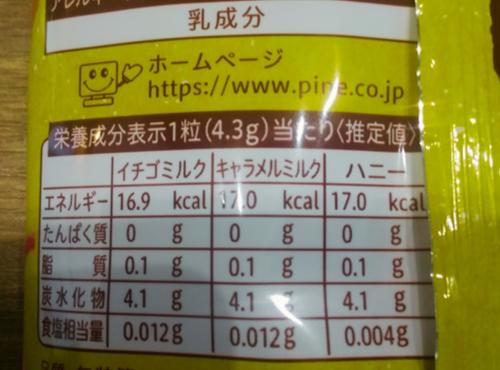 アレルギー
乳成分
ホームページ
https://www.pine.co.jp
栄養成分表示1粒(4.3g)当たり〈推定値〉
イチゴミルク キャラメルミルク ハニー
エネルギー 16.9 kcal 17.0 kcal 17.0 kcal
たんぱく質 0 g 0 g 0 g
脂質 0.1 g 0.1 g 0.1 g
炭水化物 4.1 g 4.1 g 4.1 g
食塩相当量 0.012g 0.012g 0.004g